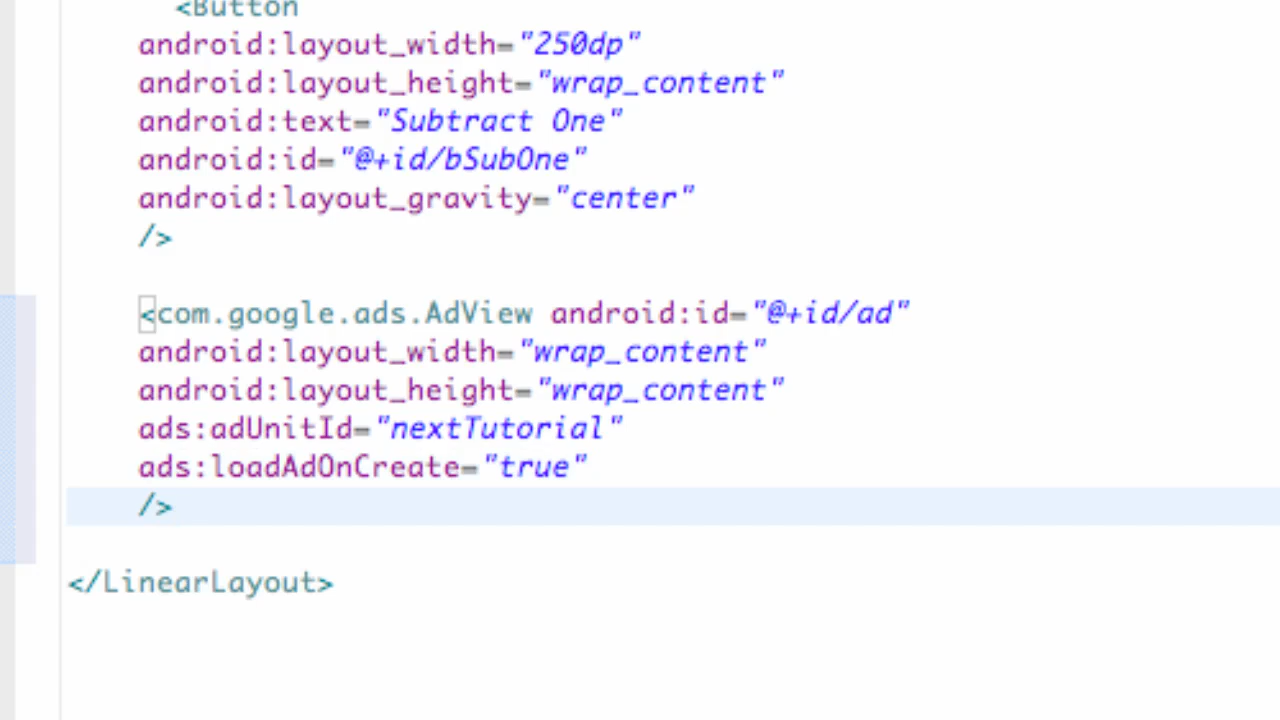 <Button
android:layout_width="250dp"
android:layout_height="wrap_content"
android:text="Subtract One"
android:id="@+id/bSubOne"
android:layout_gravity="center"
/>
<com.google.ads.AdView android:id="@+id/ad"
android:layout_width="wrap_content"
android:layout_height="wrap_content"
ads:adUnitId="nextTutorial"
ads:loadAdOnCreate="true"
/>
</LinearLayout>